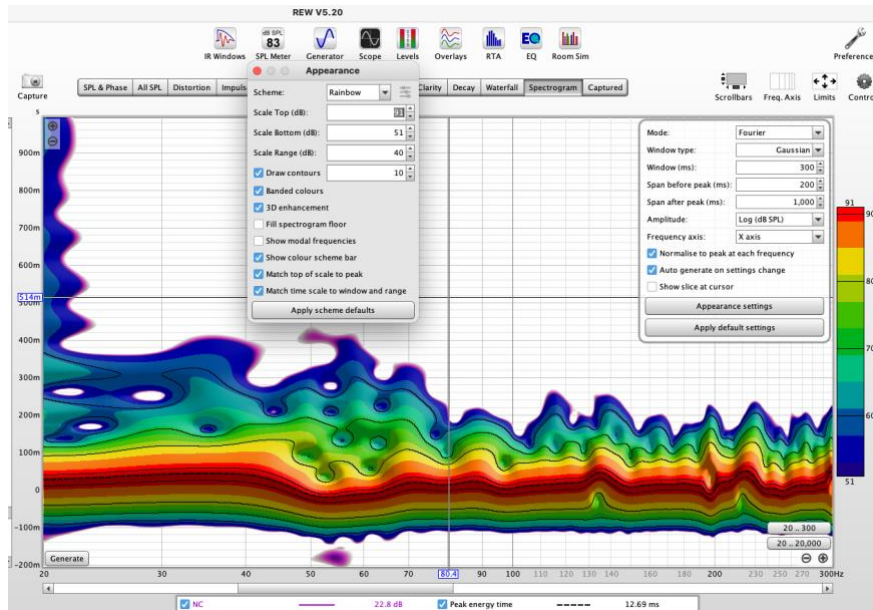 REW V5.20
dB SPL
83
IR Windows SPL Meter Generator Scope Levels Overlays RTA EQ Room Sim
Preference
Capture
SPL & Phase All SPL Distortion Impuls Clarity Decay Waterfall Spectrogram Captured
Scrollbars Freq. Axis Limits Contro
Appearance
Scheme: Rainbow
Scale Top (dB): 91
Scale Bottom (dB): 51
Scale Range (dB): 40
Draw contours 10
Banded colours
3D enhancement
Fill spectrogram floor
Show modal frequencies
Show colour scheme bar
Match top of scale to peak
Match time scale to window and range
Apply scheme defaults
Mode: Fourier
Window type: Gaussian
Window (ms): 300
Span before peak (ms): 200
Span after peak (ms): 1,000
Amplitude: Log (dB SPL)
Frequency axis: X axis
Normalise to peak at each frequency
Auto generate on settings change
Show slice at cursor
Appearance settings
Apply default settings
s
900m
800m
700m
600m
514m
500m
400m
300m
200m
100m
0
-100m
-200m
91
90
80
70
60
51
Generate
20 .. 300
20 .. 20,000
20 30 40 50 60 70 80.4 90 100 110 120 130 140 160 180 200 230 250 270 300Hz
NC 22.8 dB Peak energy time 12.69 ms